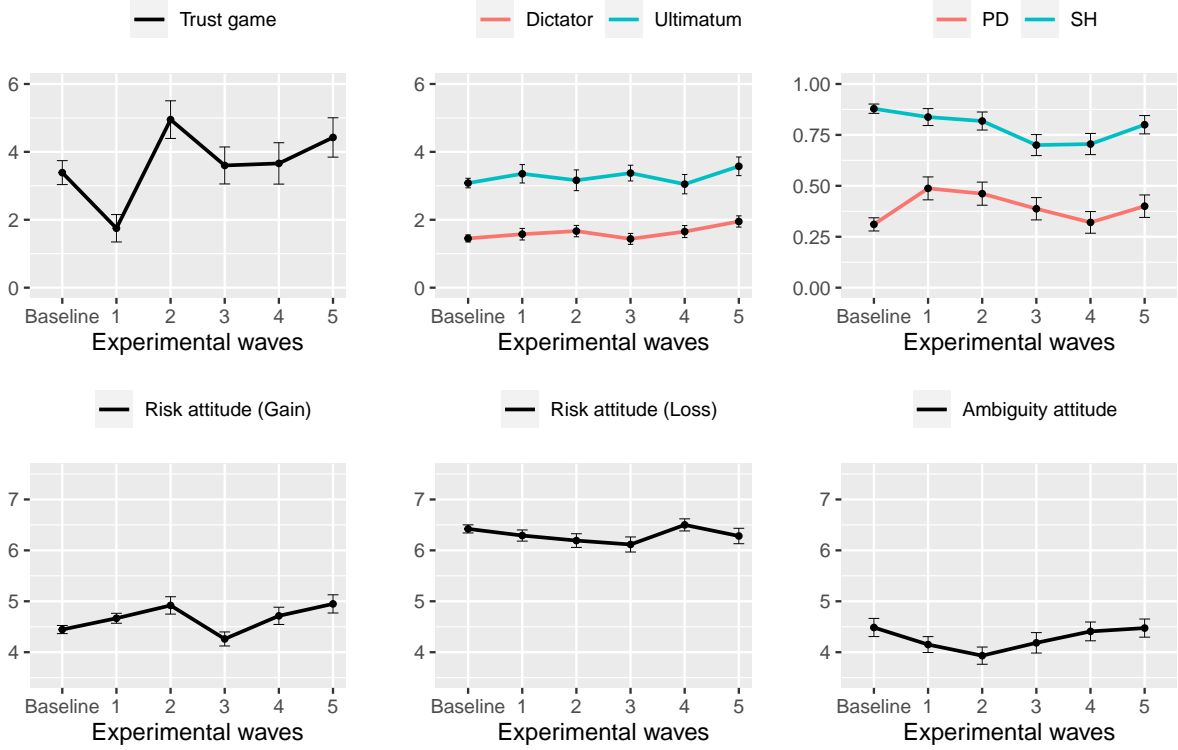 Trust game
Dictator Ultimatum
PD SH
6
4
2
0
Baseline 1 2 3 4 5
Experimental waves
6
4
2
0
Baseline 1 2 3 4 5
Experimental waves
1.00
0.75
0.50
0.25
0.00
Baseline 1 2 3 4 5
Experimental waves
Risk attitude (Gain)
Risk attitude (Loss)
Ambiguity attitude
7
6
5
4
Baseline 1 2 3 4 5
Experimental waves
7
6
5
4
Baseline 1 2 3 4 5
Experimental waves
7
6
5
4
Baseline 1 2 3 4 5
Experimental waves